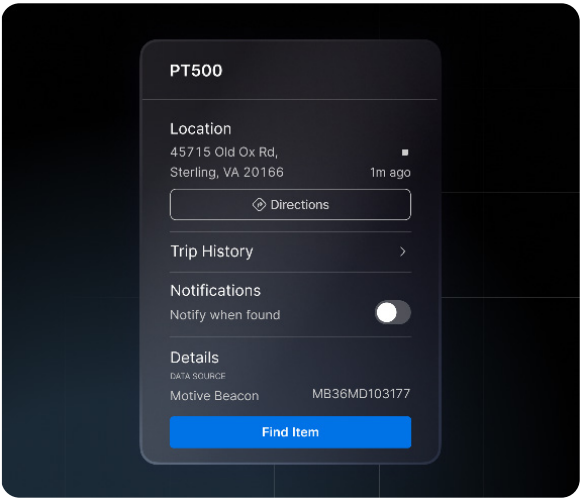 PT500
Location
45715 Old Ox Rd,
Sterling, VA 20166
1m ago
Directions
Trip History
Notifications
Notify when found
Details
DATA SOURCE
Motive Beacon
MB36MD103177
Find Item